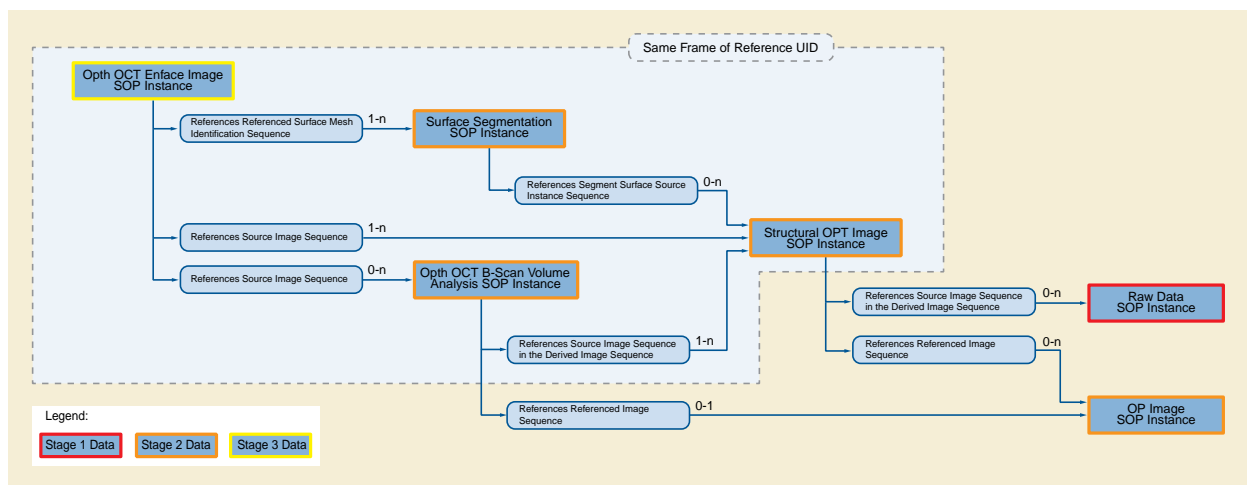 Same Frame of Reference UID
Opth OCT Enface Image
SOP Instance
References Referenced Surface Mesh
Identification Sequence
1-n
Surface Segmentation
SOP Instance
References Segment Surface Source
Instance Sequence
0-n
References Source Image Sequence
1-n
Structural OPT Image
SOP Instance
References Source Image Sequence
0-n
Opth OCT B-Scan Volume
Analysis SOP Instance
References Source Image Sequence
in the Derived Image Sequence
0-n
Raw Data
SOP Instance
References Source Image Sequence
in the Derived Image Sequence
1-n
References Referenced Image
Sequence
0-n
References Referenced Image
Sequence
0-1
OP Image
SOP Instance
Legend:
Stage 1 Data
Stage 2 Data
Stage 3 Data